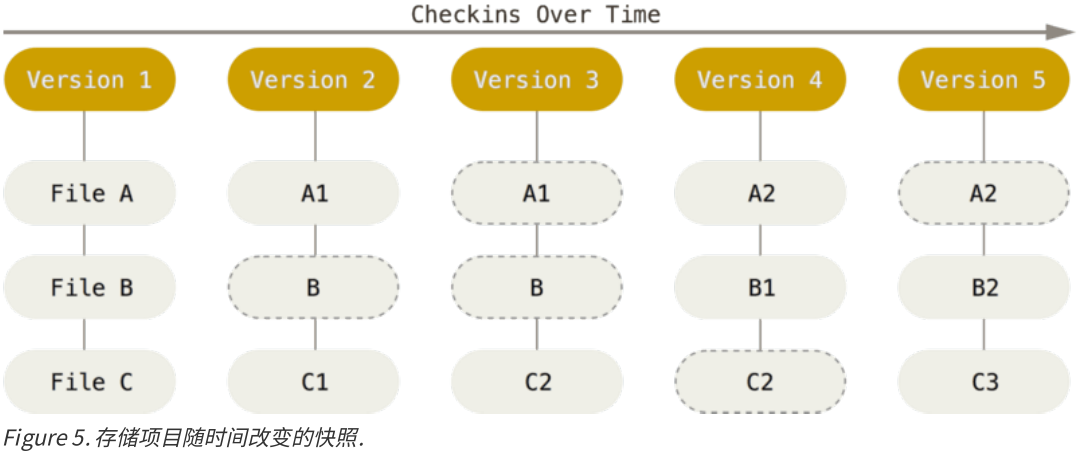 Checkins Over Time
Version 1 Version 2 Version 3 Version 4 Version 5
File A A1 A1 A2 A2
File B B B B1 B2
File C C1 C2 C2 C3
Figure 5. 存储项目随时间改变的快照.